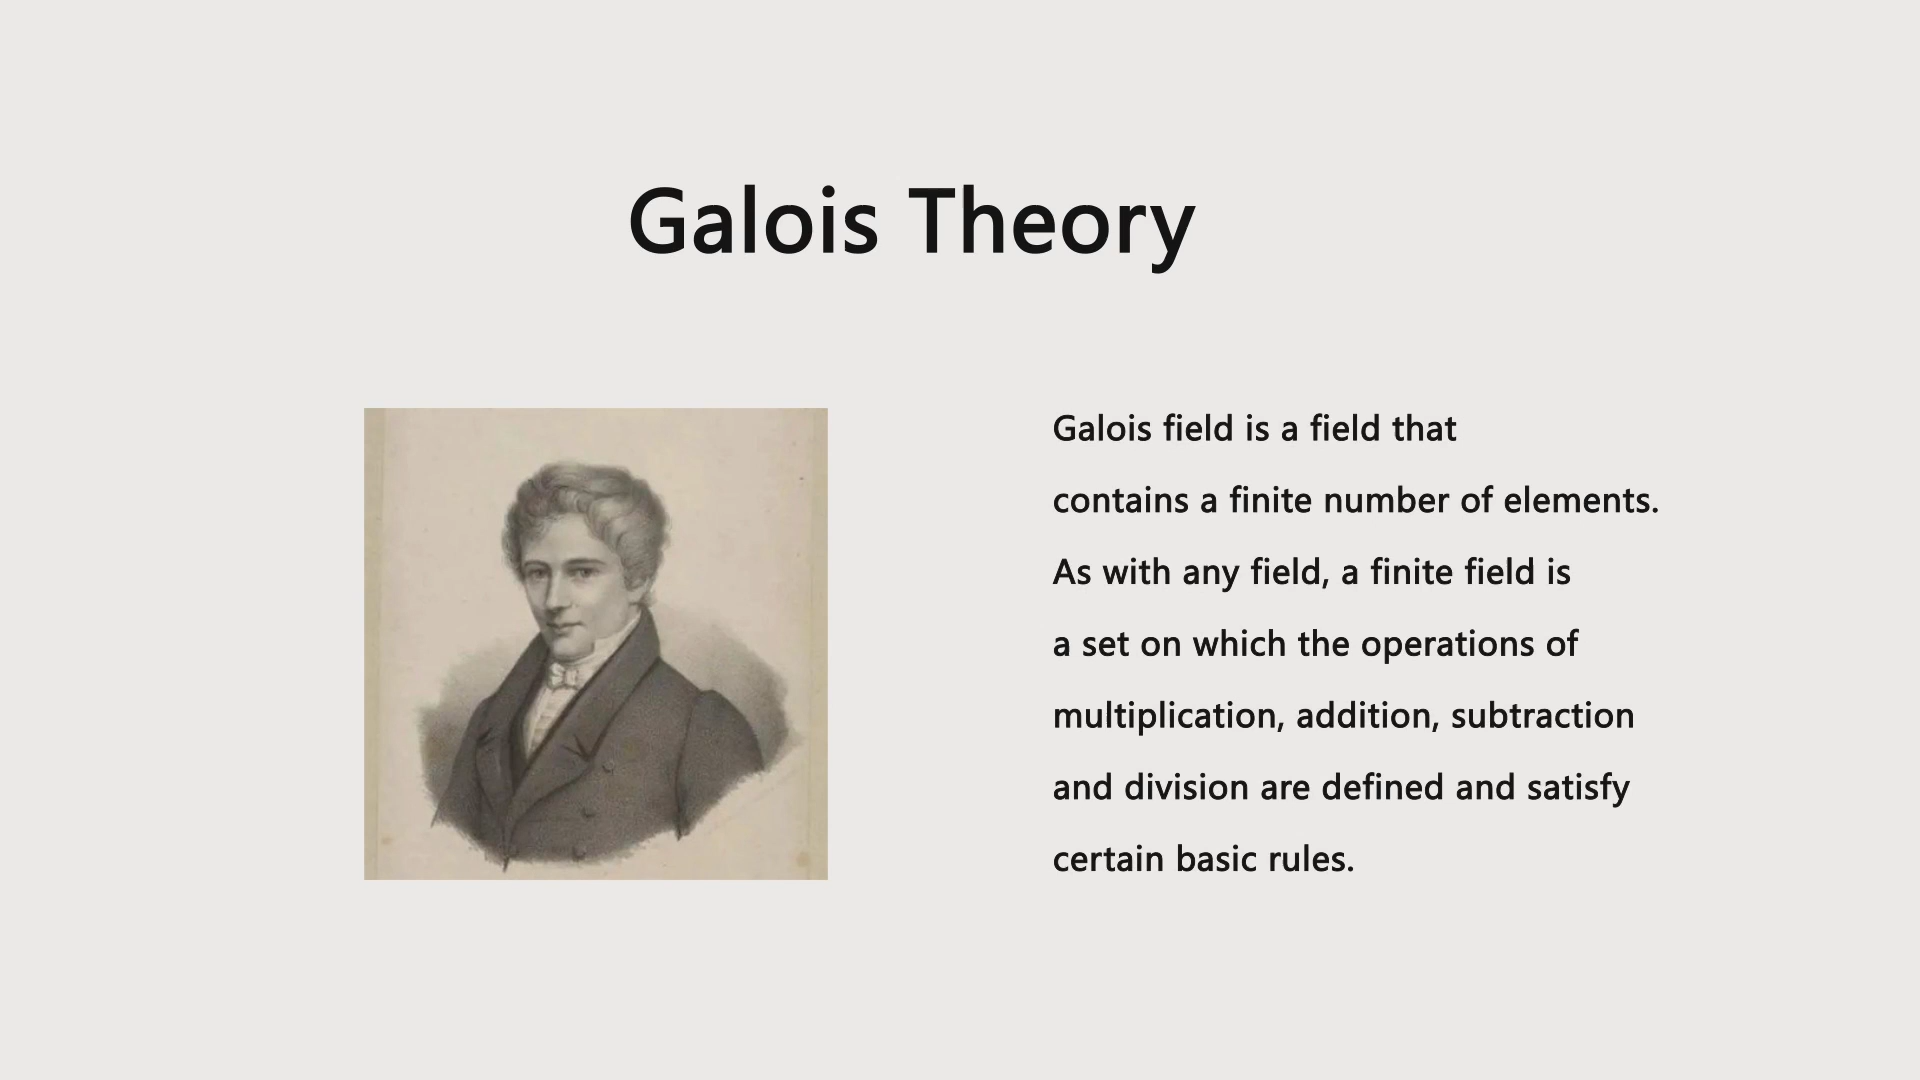 Galois Theory
Galois field is a field that
contains a finite number of elements.
As with any field, a finite field is
a set on which the operations of
multiplication, addition, subtraction
and division are defined and satisfy
certain basic rules.